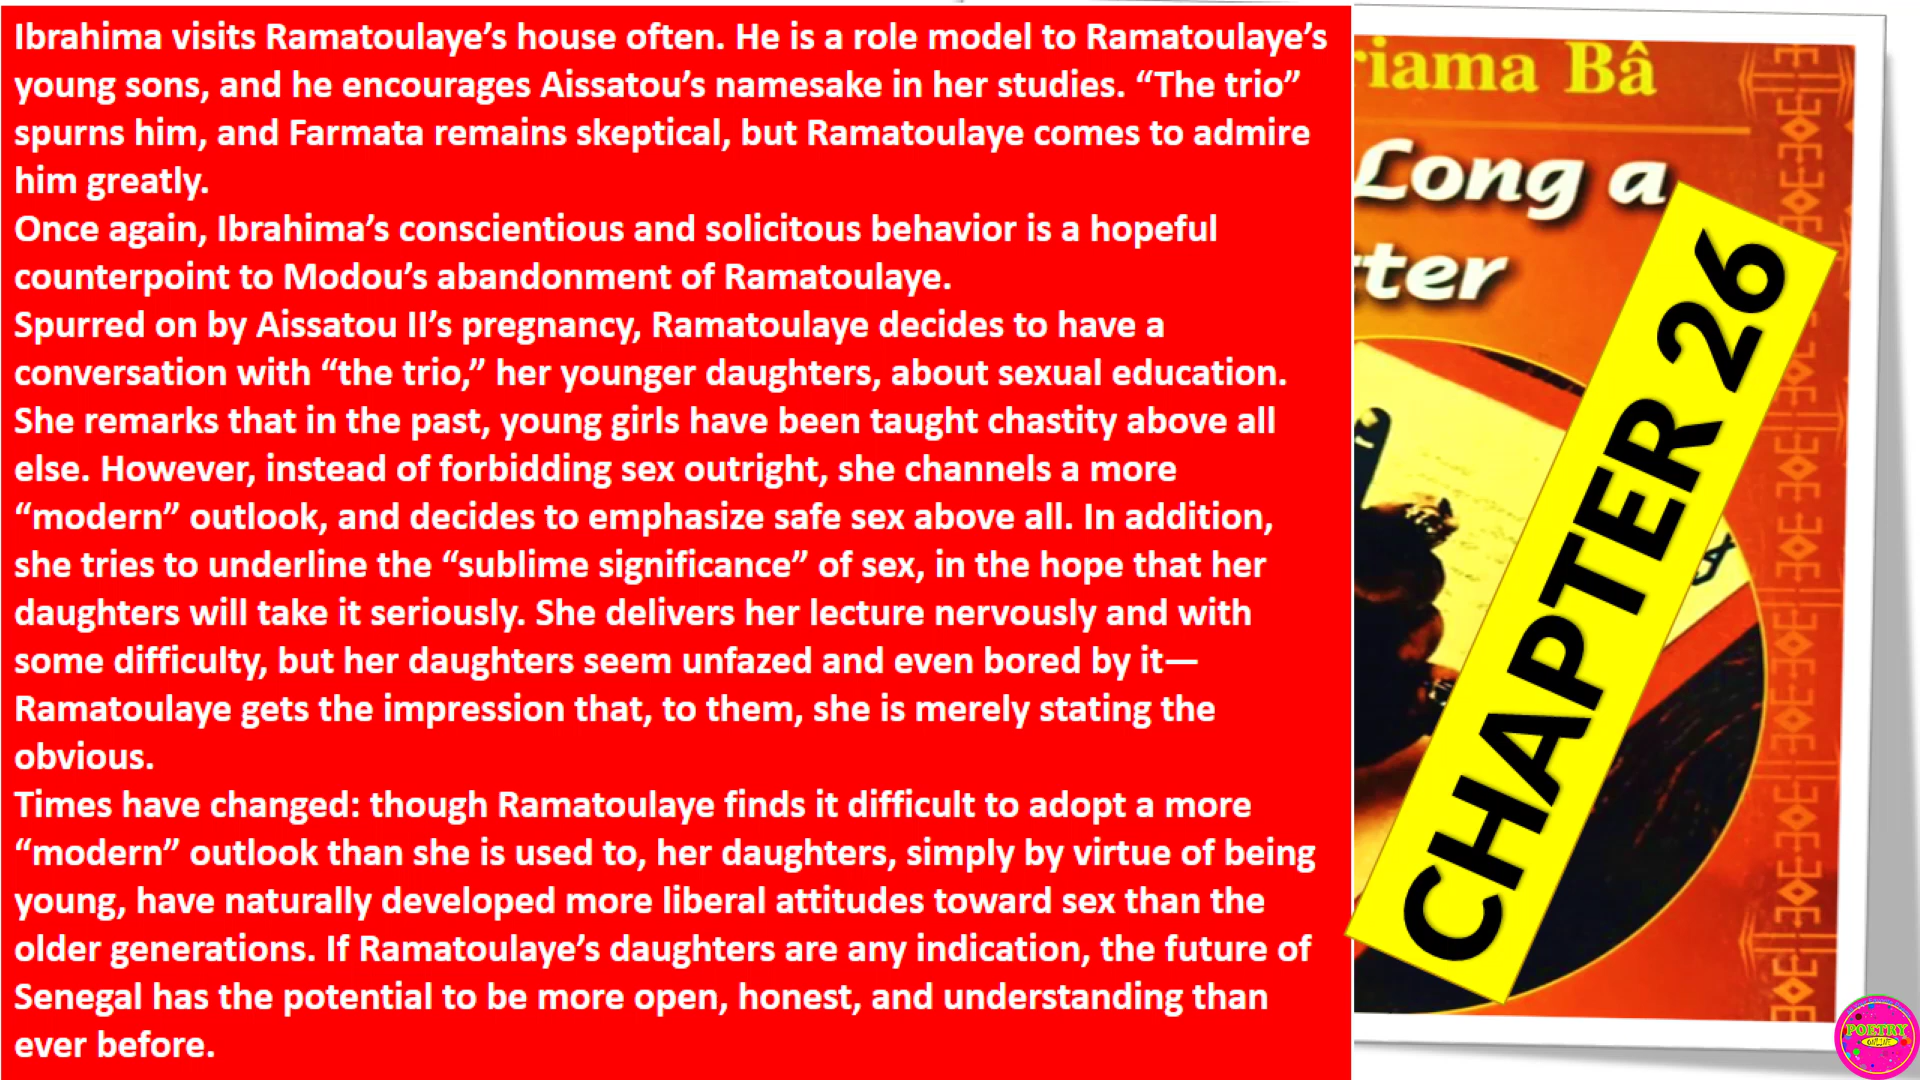 Ibrahima visits Ramatoulaye’s house often. He is a role model to Ramatoulaye’s
young sons, and he encourages Aissatou’s namesake in her studies. “The trio”
spurns him, and Farmata remains skeptical, but Ramatoulaye comes to admire
him greatly.
Once again, Ibrahima’s conscientious and solicitous behavior is a hopeful
counterpoint to Modou’s abandonment of Ramatoulaye.
Spurred on by Aissatou II’s pregnancy, Ramatoulaye decides to have a
conversation with “the trio,” her younger daughters, about sexual education.
She remarks that in the past, young girls have been taught chastity above all
else. However, instead of forbidding sex outright, she channels a more
“modern” outlook, and decides to emphasize safe sex above all. In addition,
she tries to underline the “sublime significance” of sex, in the hope that her
daughters will take it seriously. She delivers her lecture nervously and with
some difficulty, but her daughters seem unfazed and even bored by it—
Ramatoulaye gets the impression that, to them, she is merely stating the
obvious.
Times have changed: though Ramatoulaye finds it difficult to adopt a more
“modern” outlook than she is used to, her daughters, simply by virtue of being
young, have naturally developed more liberal attitudes toward sex than the
older generations. If Ramatoulaye’s daughters are any indication, the future of
Senegal has the potential to be more open, honest, and understanding than
ever before.
riama Bâ
Long a
tter
CHAPTER 26
POETRY
ONLINE